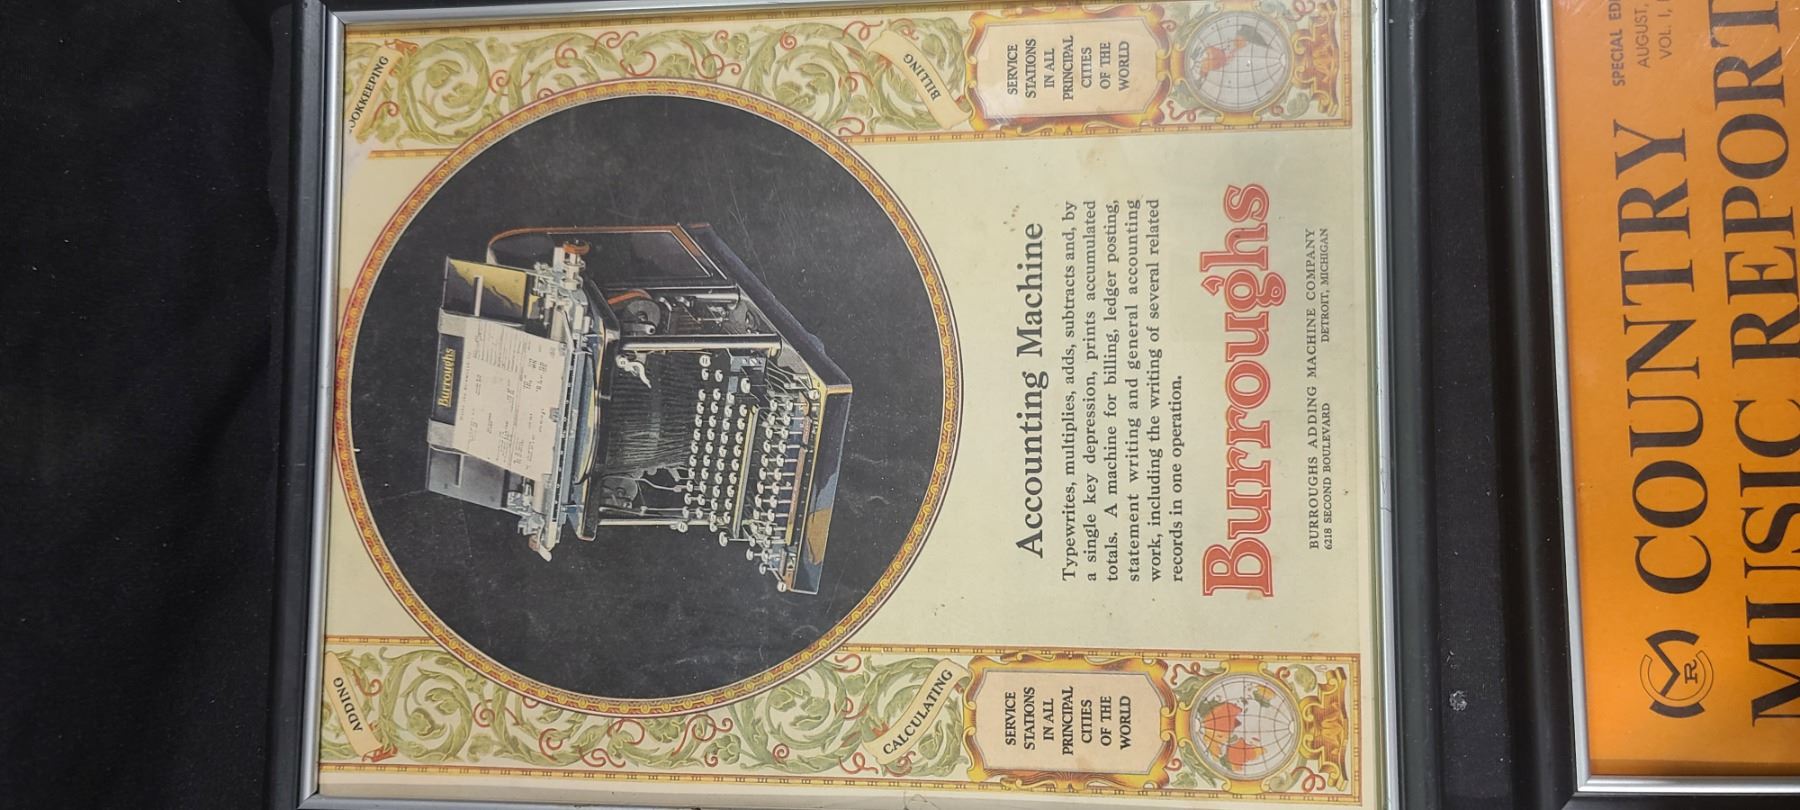 ADDING
OOKKEEPING
Burroughs
CALCULATING
BILLING
SERVICE
STATIONS
IN ALL
PRINCIPAL
CITIES
OF THE
WORLD
SERVICE
STATIONS
IN ALL
PRINCIPAL
CITIES
OF THE
WORLD
Accounting Machine
Typewrites, multiplies, adds, subtracts and, by
a single key depression, prints accumulated
totals. A machine for billing, ledger posting,
statement writing and general accounting
work, including the writing of several related
records in one operation.
Burroughs
BURROUGHS ADDING MACHINE COMPANY
6218 SECOND BOULEVARD DETROIT, MICHIGAN
SPECIAL EDI
AUGUST,
VOL. I,
R
COUNTRY
MUSIC REPORT